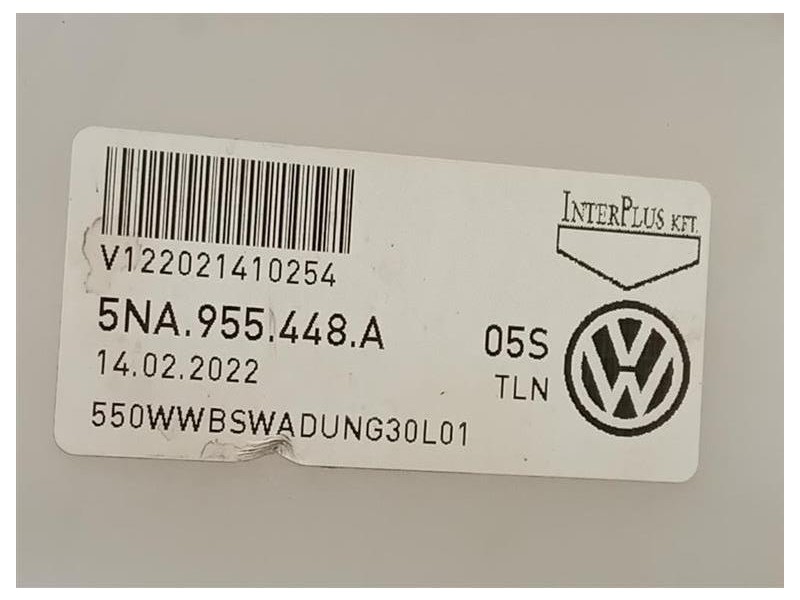 INTERPLUS KFT.
V122021410254
5NA.955.448.A
05S
14.02.2022
TLN
550WWBSWADUNG30L01